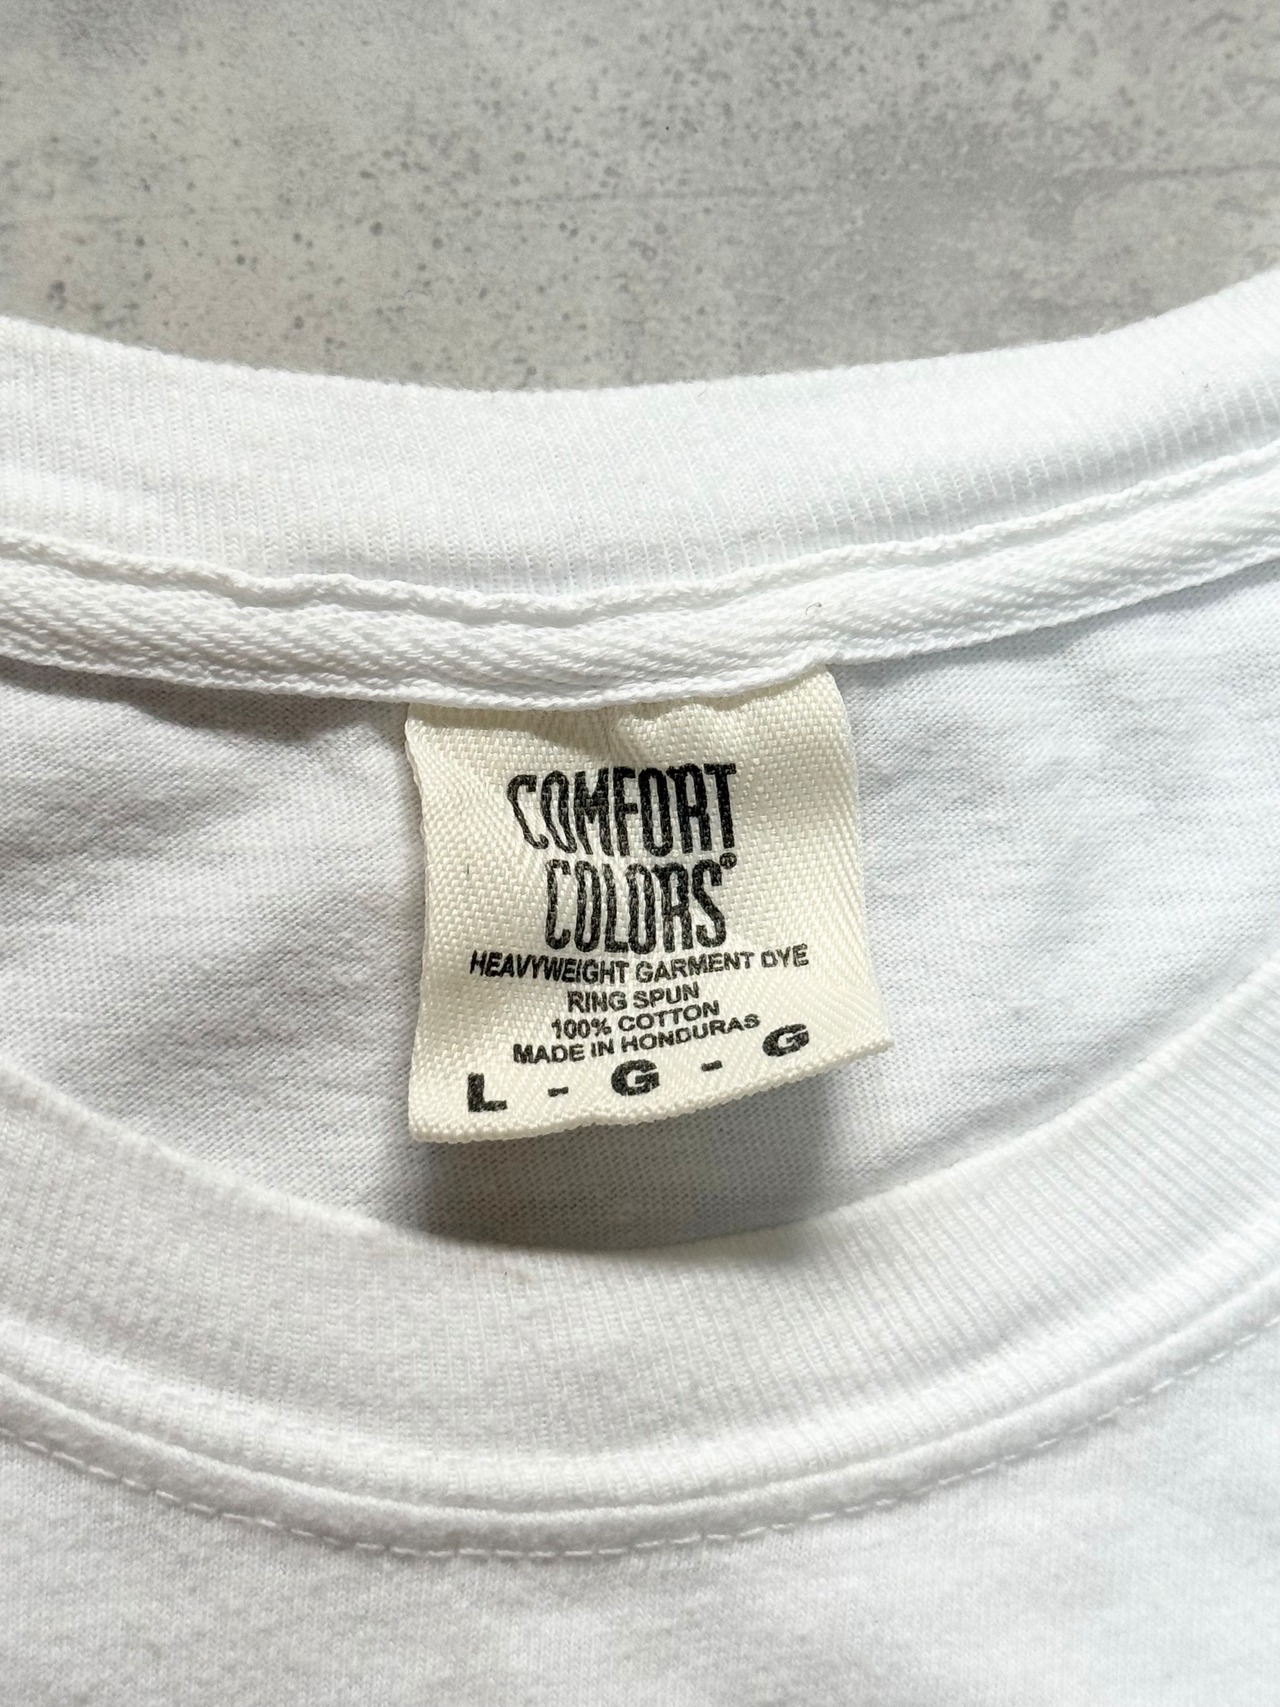 COMFORT
COLORS®
HEAVYWEIGHT GARMENT DYE
RING SPUN
100% COTTON
MADE IN HONDURAS
L - G - G